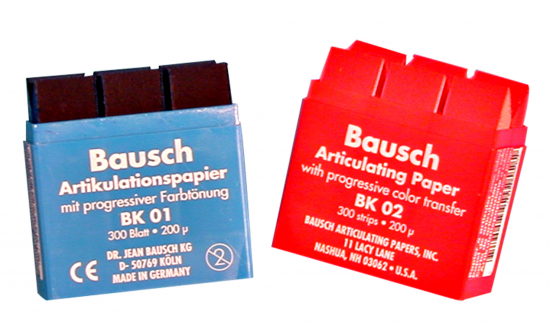 Bausch
Artikulationspapier
mit progressiver Farbtönung
BK 01
300 Blatt • 200 µ
DR. JEAN BAUSCH KG
D- 50769 KÖLN
MADE IN GERMANY
CE
2
Bausch
Articulating Paper
with progressive color transfer
BK 02
300 strips • 200 µ
BAUSCH ARTICULATING PAPERS, INC.
11 LACY LANE
NASHUA, NH 03062 • U.S.A.